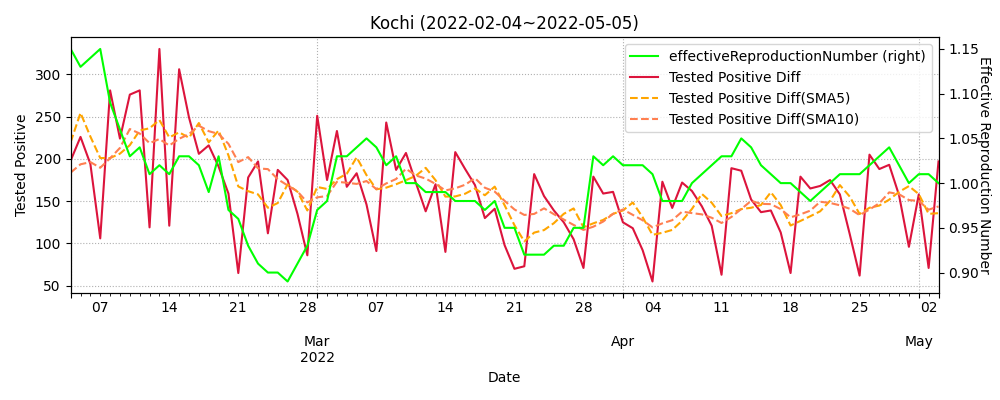 Kochi (2022-02-04~2022-05-05)
effectiveReproductionNumber (right)
Tested Positive Diff
Tested Positive Diff(SMA5)
Tested Positive Diff(SMA10)
Tested Positive
300
250
200
150
100
50
1.15
1.10
1.05
1.00
0.95
0.90
Effective Reproduction Number
07 14 21 28 07 14 21 28 04 11 18 25 02
Mar Apr May
2022
Date